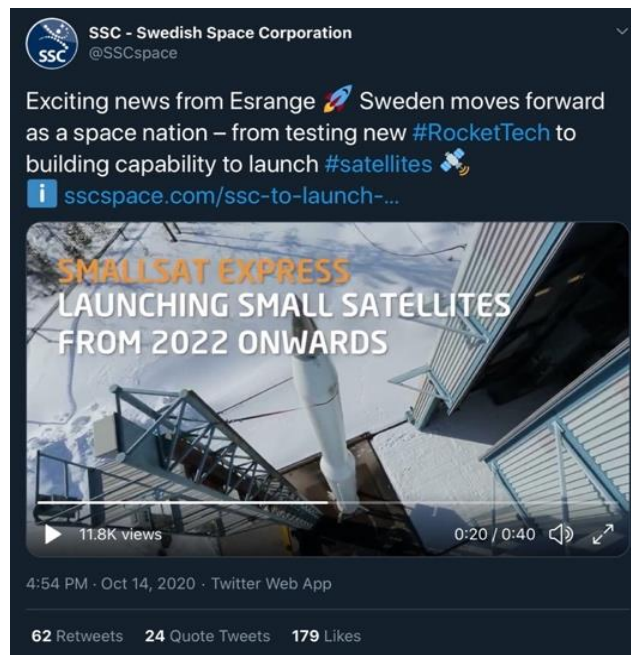 SSC
SSC - Swedish Space Corporation
@SSCspace
Exciting news from Esrange 🚀 Sweden moves forward
as a space nation – from testing new #RocketTech to
building capability to launch #satellites 🛰️
ℹ️ sscspace.com/ssc-to-launch-...
SMALLSAT EXPRESS
LAUNCHING SMALL SATELLITES
FROM 2022 ONWARDS
11.8K views
0:20 / 0:40
4:54 PM · Oct 14, 2020 · Twitter Web App
62 Retweets 24 Quote Tweets 179 Likes